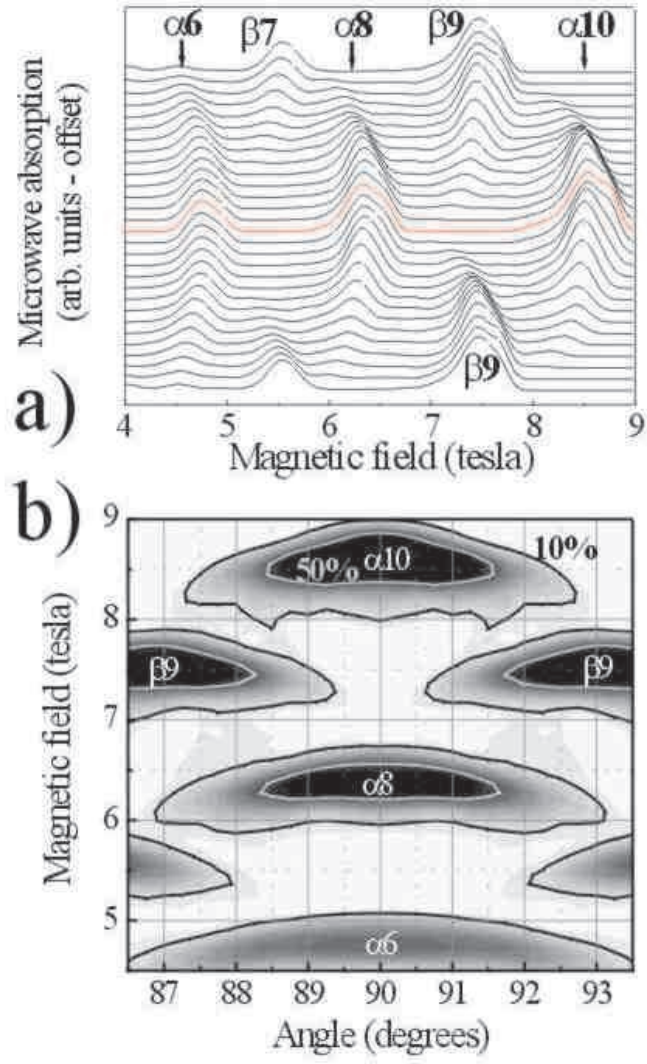 α6 β7 α8 β9 α10
Microwave absorption
(arb. units - offset)
β9
a)
4 5 6 7 8 9
Magnetic field (tesla)
b)
9
8
7
6
5
Magnetic field (tesla)
10%
50% α10
β9 β9
α8
α6
87 88 89 90 91 92 93
Angle (degrees)